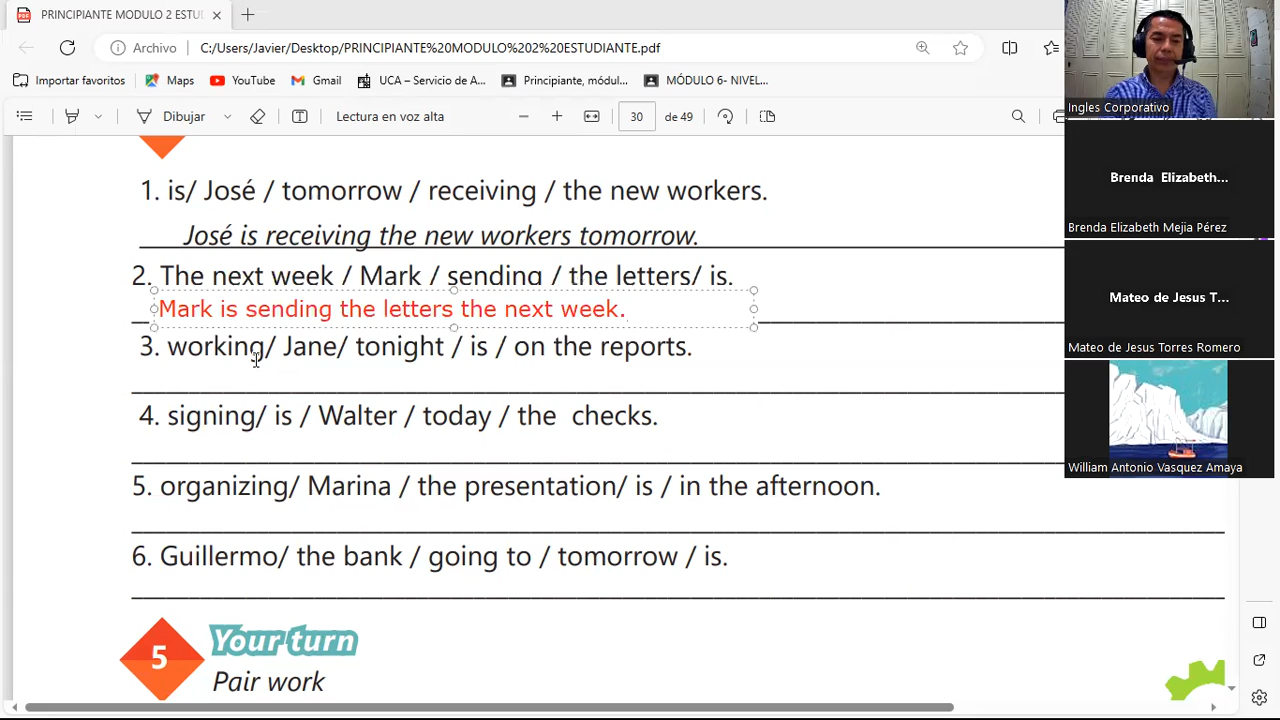 PRINCIPIANTE MODULO 2 ESTU
Archivo
C:/Users/Javier/Desktop/PRINCIPIANTE%20MODULO%202%20ESTUDIANTE.pdf
Importar favoritos
Maps
YouTube
Gmail
UCA – Servicio de A...
Principiante, módul...
MÓDULO 6- NIVEL...
Dibujar
Lectura en voz alta
30
de 49
1. is/ José / tomorrow / receiving / the new workers.
José is receiving the new workers tomorrow.
2. The next week / Mark / sending / the letters/ is.
Mark is sending the letters the next week.
3. working/ Jane/ tonight / is / on the reports.
4. signing/ is / Walter / today / the checks.
5. organizing/ Marina / the presentation/ is / in the afternoon.
6. Guillermo/ the bank / going to / tomorrow / is.
5
Your turn
Pair work
Ingles Corporativo
Brenda Elizabeth...
Brenda Elizabeth Mejia Pérez
Mateo de Jesus T...
Mateo de Jesus Torres Romero
William Antonio Vasquez Amaya